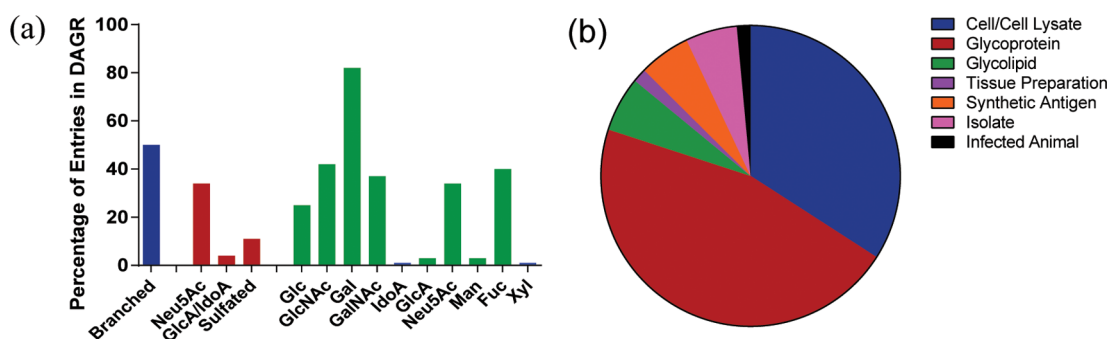 (a)
Percentage of Entries in DAGR
100
80
60
40
20
0
Branched
Neu5Ac
GlcA/IdoA
Sulfated
Glc
GlcNAc
Gal
GalNAc
IdoA
GlcA
Neu5Ac
Man
Fuc
Xyl
(b)
Cell/Cell Lysate
Glycoprotein
Glycolipid
Tissue Preparation
Synthetic Antigen
Isolate
Infected Animal